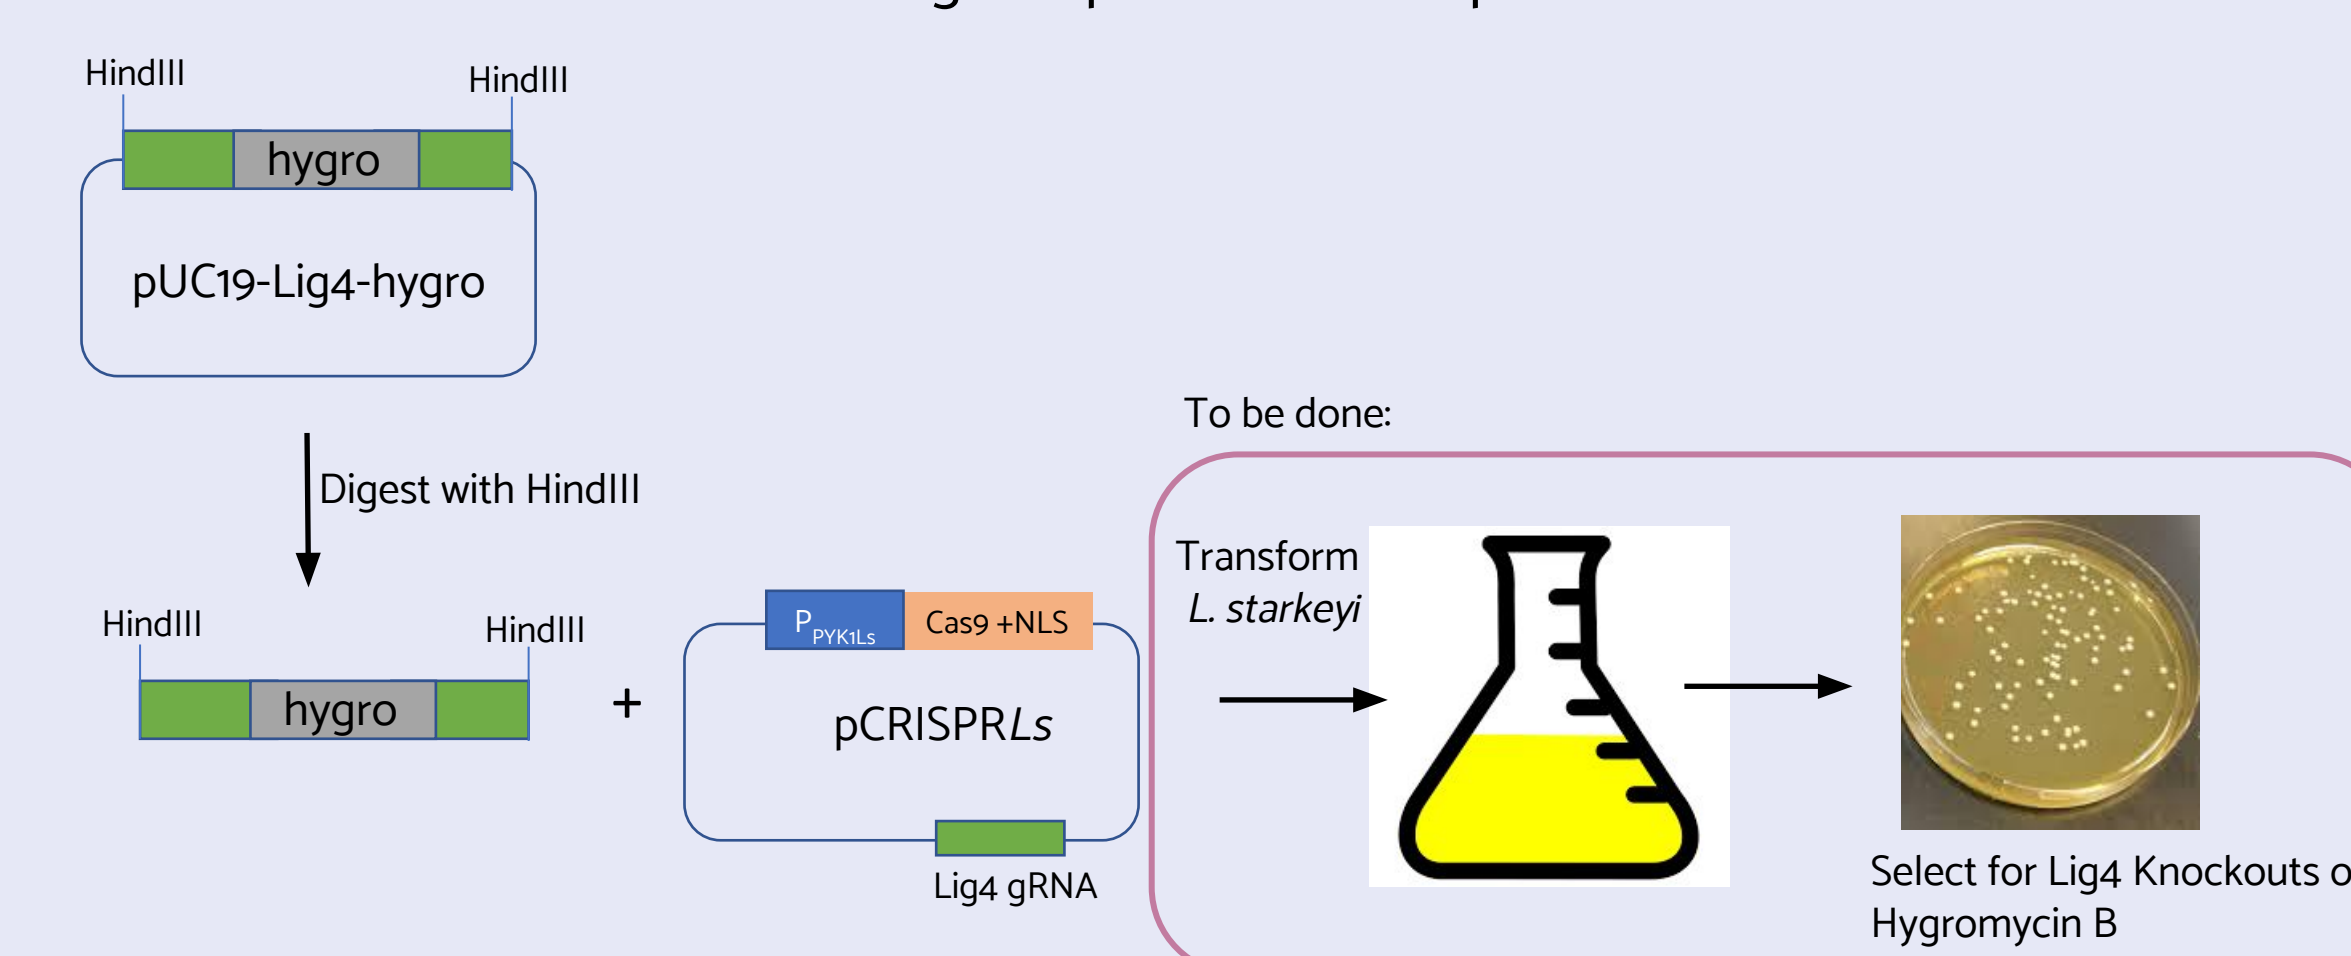 HindIII
HindIII
hygro
pUC19-Lig4-hygro
Digest with HindIII
HindIII
HindIII
hygro
+
P PYK1Ls
Cas9 +NLS
pCRISPRLs
Lig4 gRNA
To be done:
Transform
L. starkeyi
Select for Lig4 Knockouts
Hygromycin B